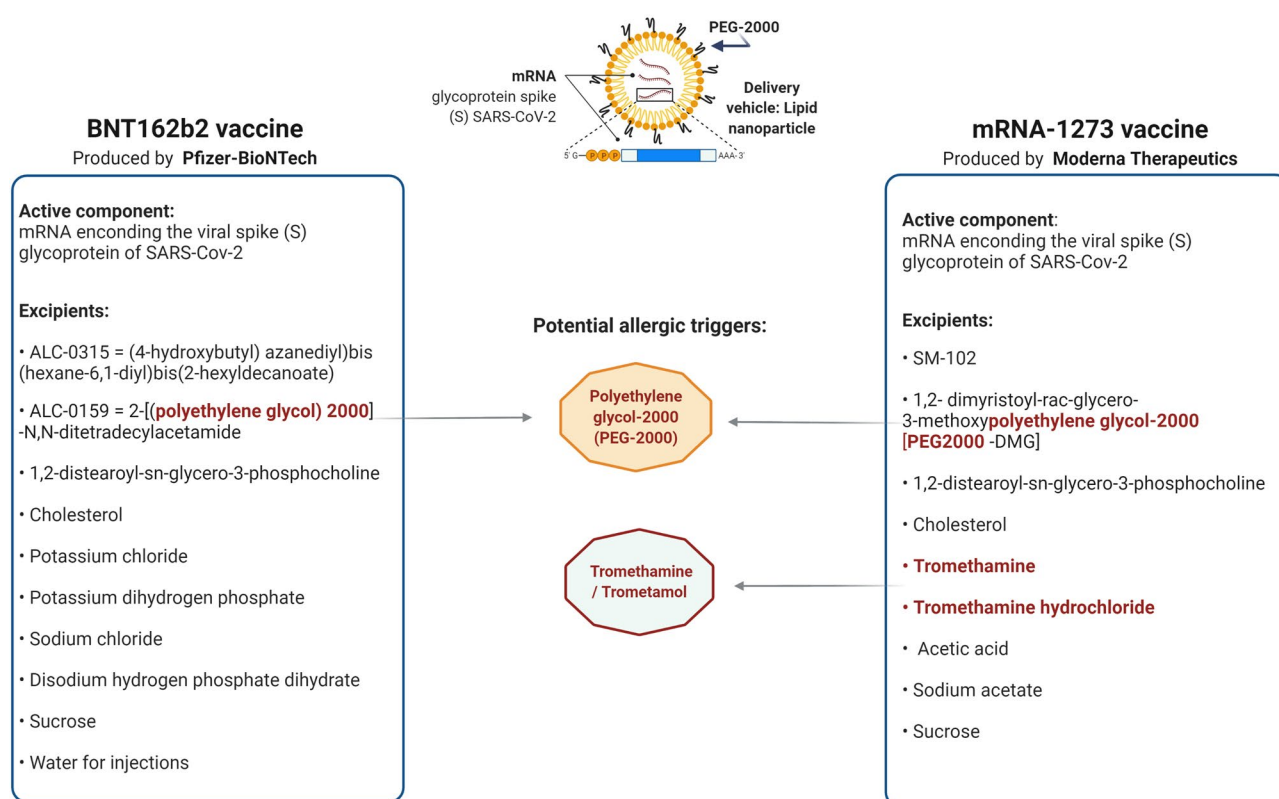 PEG-2000
mRNA
glycoprotein spike
(S) SARS-CoV-2
Delivery
vehicle: Lipid
nanoparticle
5' G
P P P
AAA- 3'
BNT162b2 vaccine
Produced by Pfizer-BioNTech
Active component:
mRNA enconding the viral spike (S)
glycoprotein of SARS-Cov-2
Excipients:
• ALC-0315 = (4-hydroxybutyl) azanediyl)bis
(hexane-6,1-diyl)bis(2-hexyldecanoate)
• ALC-0159 = 2-[(polyethylene glycol) 2000]
-N,N-ditetradecylacetamide
• 1,2-distearoyl-sn-glycero-3-phosphocholine
• Cholesterol
• Potassium chloride
• Potassium dihydrogen phosphate
• Sodium chloride
• Disodium hydrogen phosphate dihydrate
• Sucrose
• Water for injections
Potential allergic triggers:
Polyethylene
glycol-2000
(PEG-2000)
Tromethamine
/ Trometamol
mRNA-1273 vaccine
Produced by Moderna Therapeutics
Active component:
mRNA enconding the viral spike (S)
glycoprotein of SARS-Cov-2
Excipients:
• SM-102
• 1,2- dimyristoyl-rac-glycero-
3-methoxypolyethylene glycol-2000
[PEG2000 -DMG]
• 1,2-distearoyl-sn-glycero-3-phosphocholine
• Cholesterol
• Tromethamine
• Tromethamine hydrochloride
• Acetic acid
• Sodium acetate
• Sucrose